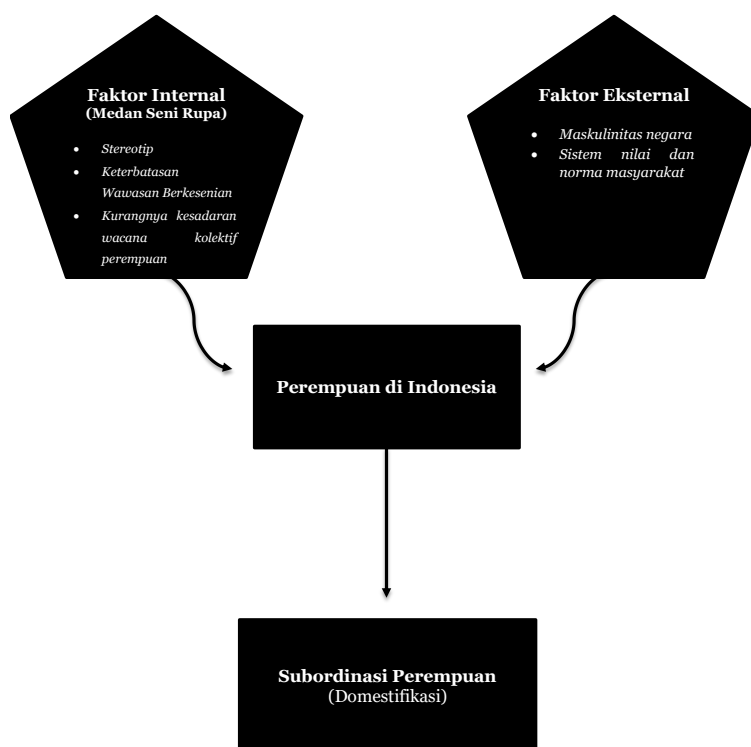 Faktor Internal
(Medan Seni Rupa)
• Stereotip
• Keterbatasan
Wawasan Berkesenian
• Kurangnya kesadaran
wacana kolektif
perempuan
Faktor Eksternal
• Maskulinitas negara
• Sistem nilai dan
norma masyarakat
Perempuan di Indonesia
Subordinasi Perempuan
(Domestifikasi)